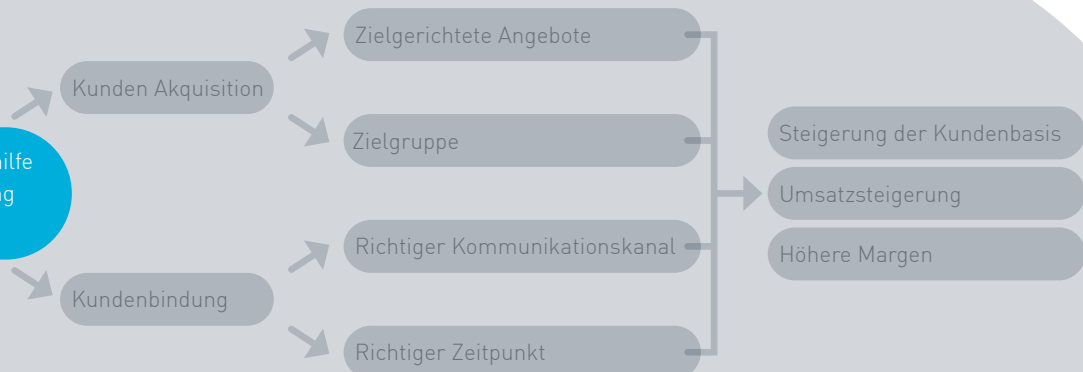 Zielgerichtete Angebote
Kunden Akquisition
Zielgruppe
Richtiger Kommunikationskanal
Kundenbindung
Richtiger Zeitpunkt
Steigerung der Kundenbasis
Umsatzsteigerung
Höhere Margen